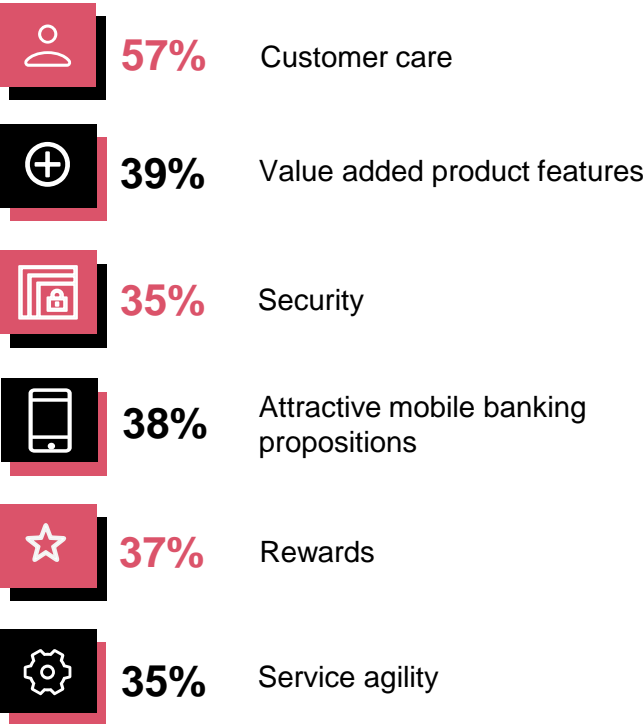 57% Customer care
39% Value added product features
35% Security
38% Attractive mobile banking
propositions
37% Rewards
35% Service agility